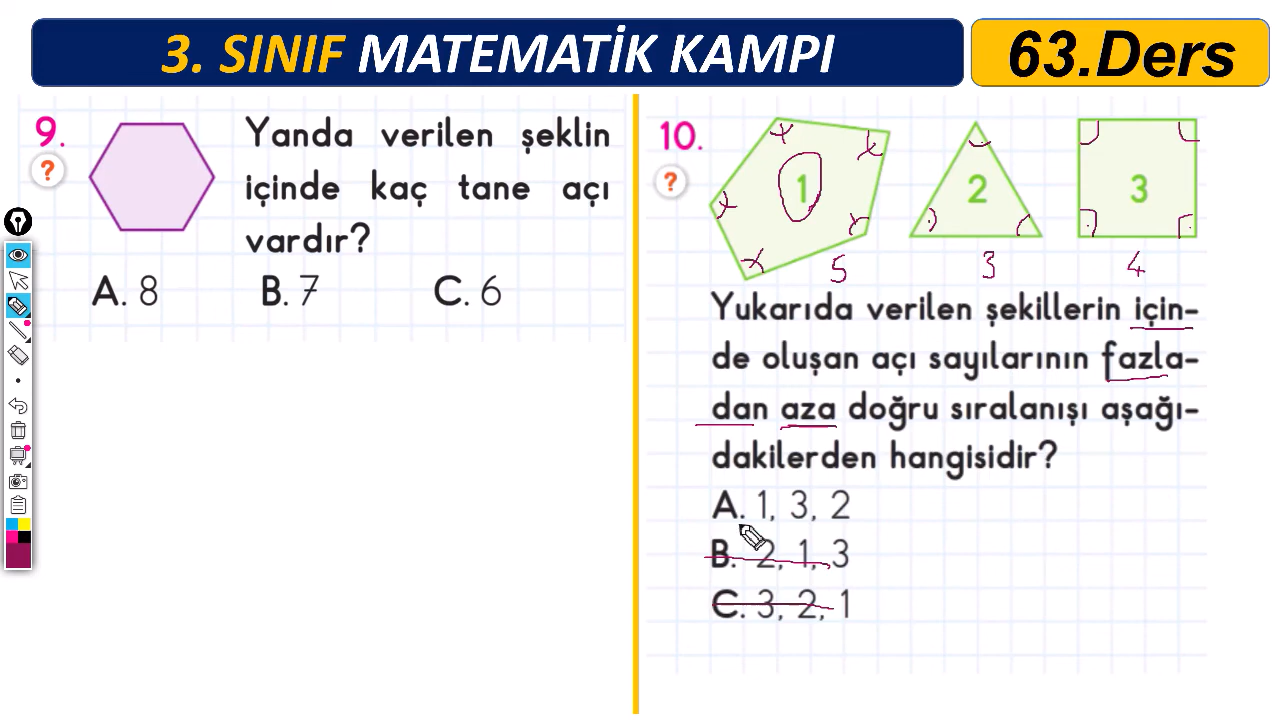 3. SINIF MATEMATİK KAMPI
63.Ders
9.
?
Yanda verilen şeklin
içinde kaç tane açı
vardır?
A. 8 B. 7 C. 6
10.
?
1 2 3
5 3 4
Yukarıda verilen şekillerin için-
de oluşan açı sayılarının fazla-
dan aza doğru sıralanışı aşağı-
dakilerden hangisidir?
A. 1, 3, 2
B. 2, 1, 3
C. 3, 2, 1